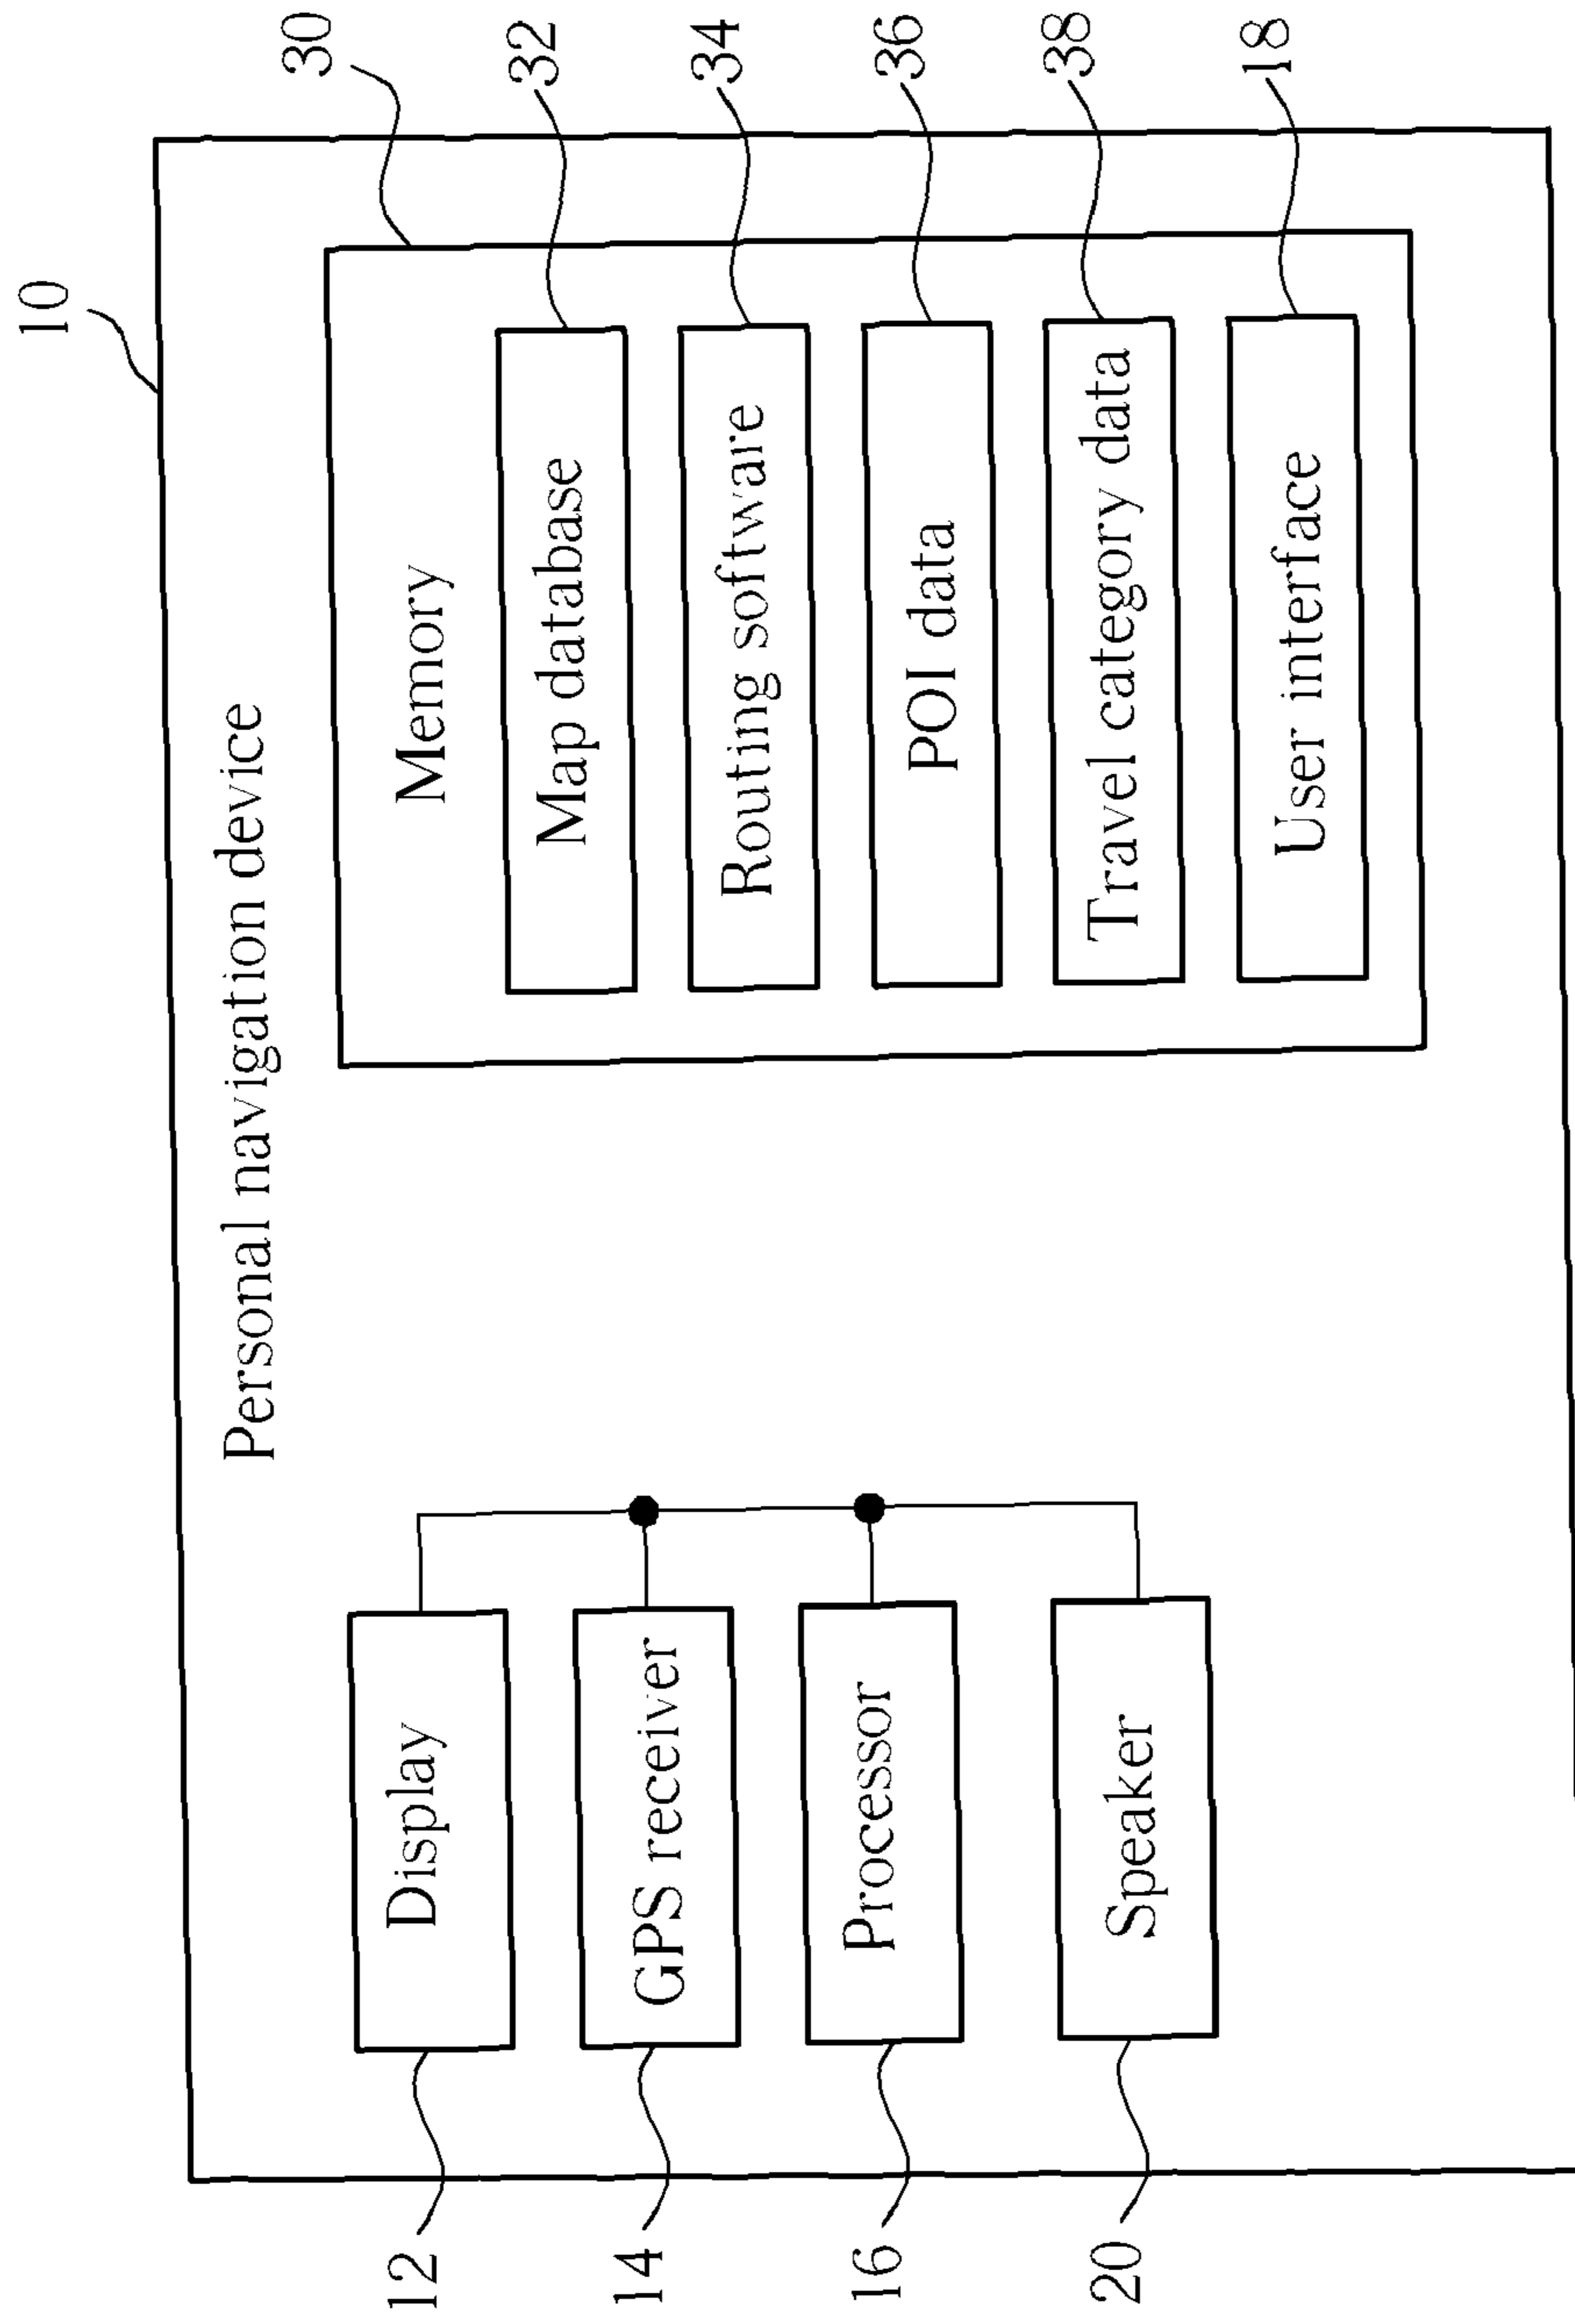 10
Personal navigation device
30
Memory
12
Display
32
Map database
14
GPS receiver
34
Routing software
16
Processor
36
POI data
20
Speaker
38
Travel category data
18
User interface